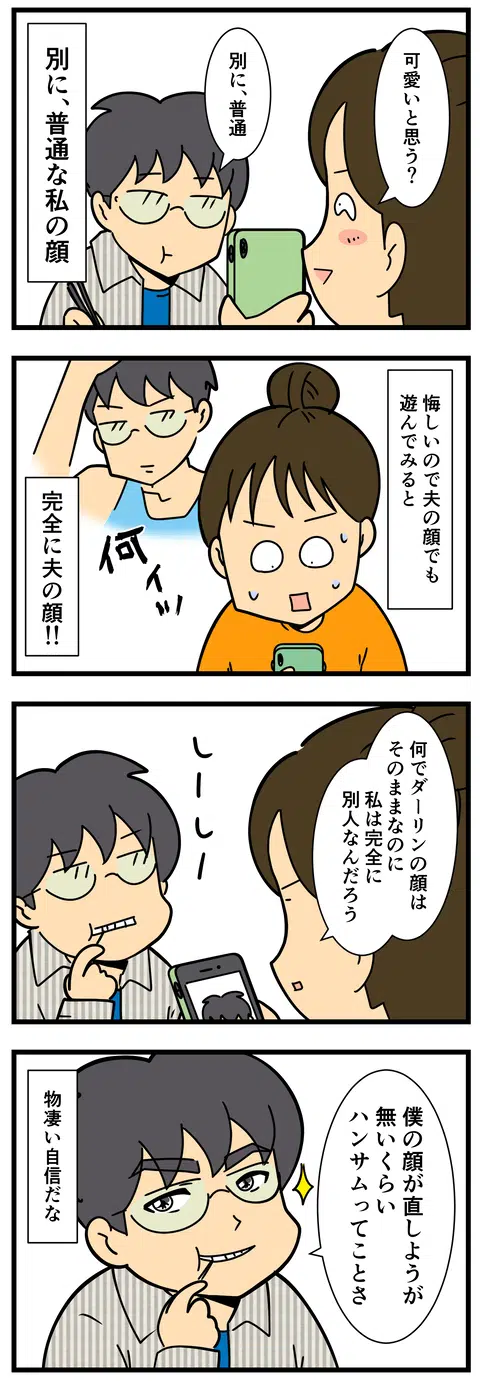 可愛いと思う？
別に、普通
別に、普通な私の顔
悔しいので夫の顔でも
遊んでみると
何イッ
完全に夫の顔!!
何でダーリンの顔は
そのままなのに
私は完全に
別人なんだろう
しーしー
僕の顔が直しようが
無いくらい
ハンサムってことさ
物凄い自信だな